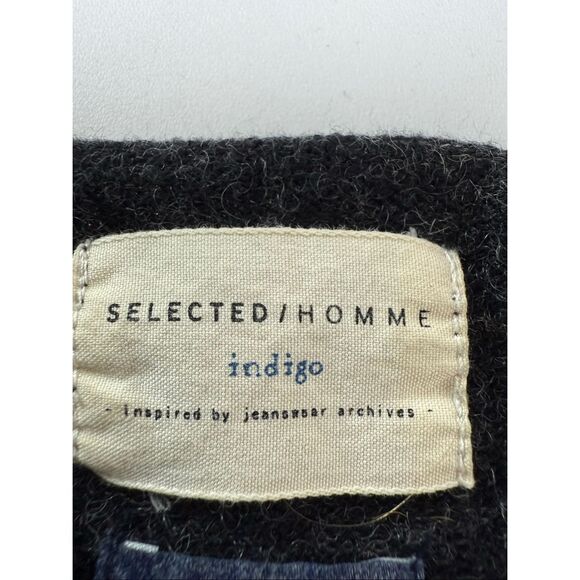 SELECTED/HOMME
indigo
- Inspired by jeanswear archives -